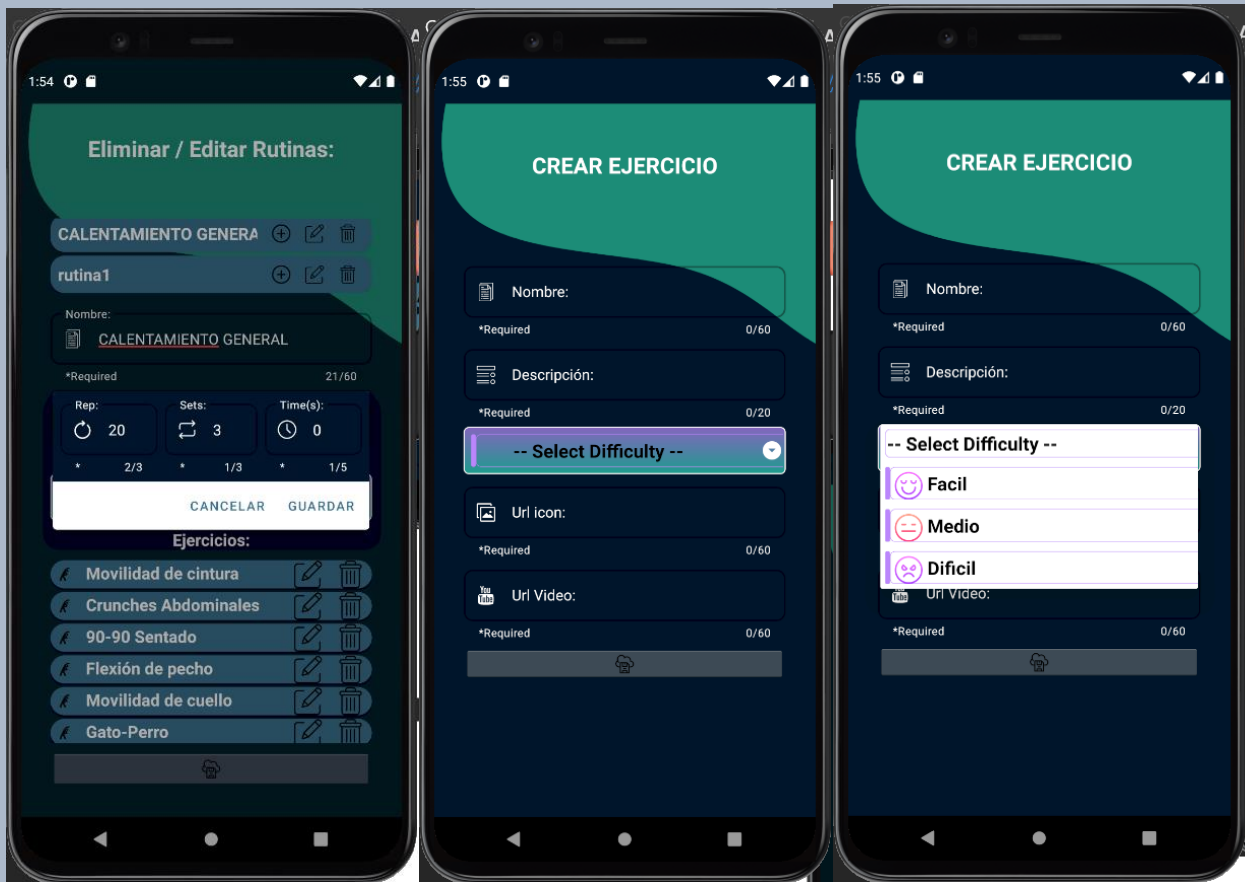 1:54
Eliminar / Editar Rutinas:
CALENTAMIENTO GENERA
rutina1
Nombre:
CALENTAMIENTO GENERAL
*Required 21/60
Rep: Sets: Time(s):
20 3 0
* 2/3 * 1/3 * 1/5
CANCELAR GUARDAR
Ejercicios:
Movilidad de cintura
Crunches Abdominales
90-90 Sentado
Flexión de pecho
Movilidad de cuello
Gato-Perro
1:55
CREAR EJERCICIO
Nombre:
*Required 0/60
Descripción:
*Required 0/20
-- Select Difficulty --
Url icon:
*Required 0/60
You
Tube
Url Video:
*Required 0/60
1:55
CREAR EJERCICIO
Nombre:
*Required 0/60
Descripción:
*Required 0/20
-- Select Difficulty --
Facil
Medio
Dificil
Tube
Url Video:
*Required 0/60